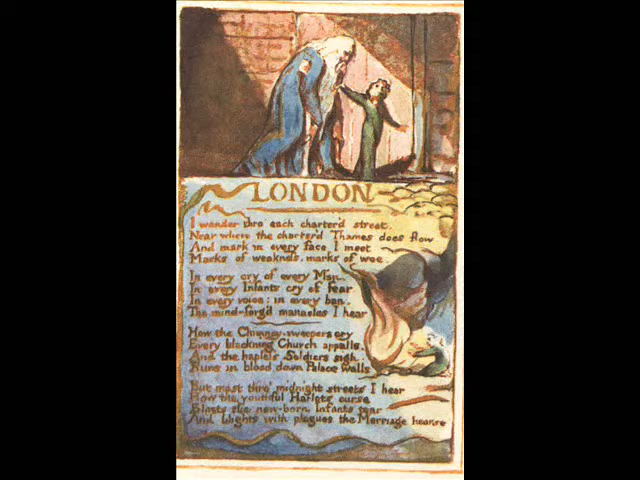 LONDON
I wander thro each charter'd street.
Near where the charter'd Thames does flow
And mark in every face I meet
Marks of weakness, marks of woe
In every cry of every Man.
In every Infants cry of fear
In every voice: in every ban.
The mind-forg'd manacles I hear
How the Chimney-sweepers cry
Every blackning Church appalls.
And the hapless Soldiers sigh
Runs in blood down Palace walls
But most thro' midnight streets I hear
How the youthful Harlots curse
Blasts the new-born Infants tear
And blights with plagues the Marriage hearse